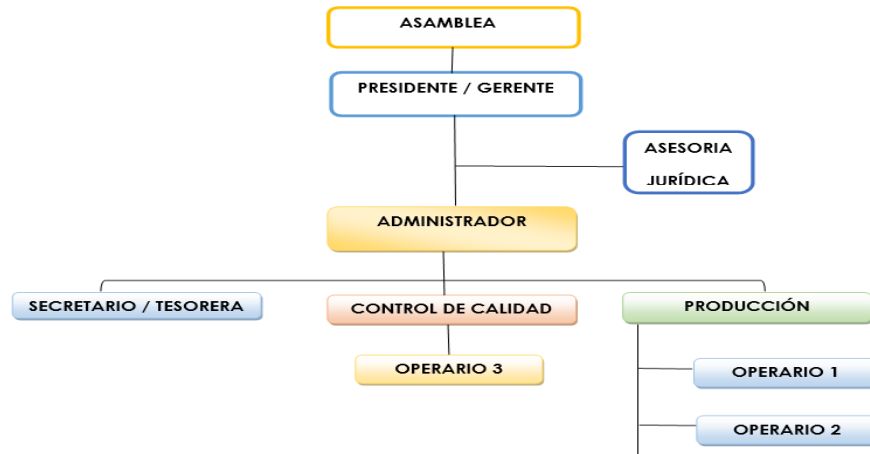 ASAMBLEA
PRESIDENTE / GERENTE
ASESORIA
JURÍDICA
ADMINISTRADOR
SECRETARIO / TESORERA
CONTROL DE CALIDAD
PRODUCCIÓN
OPERARIO 3
OPERARIO 1
OPERARIO 2